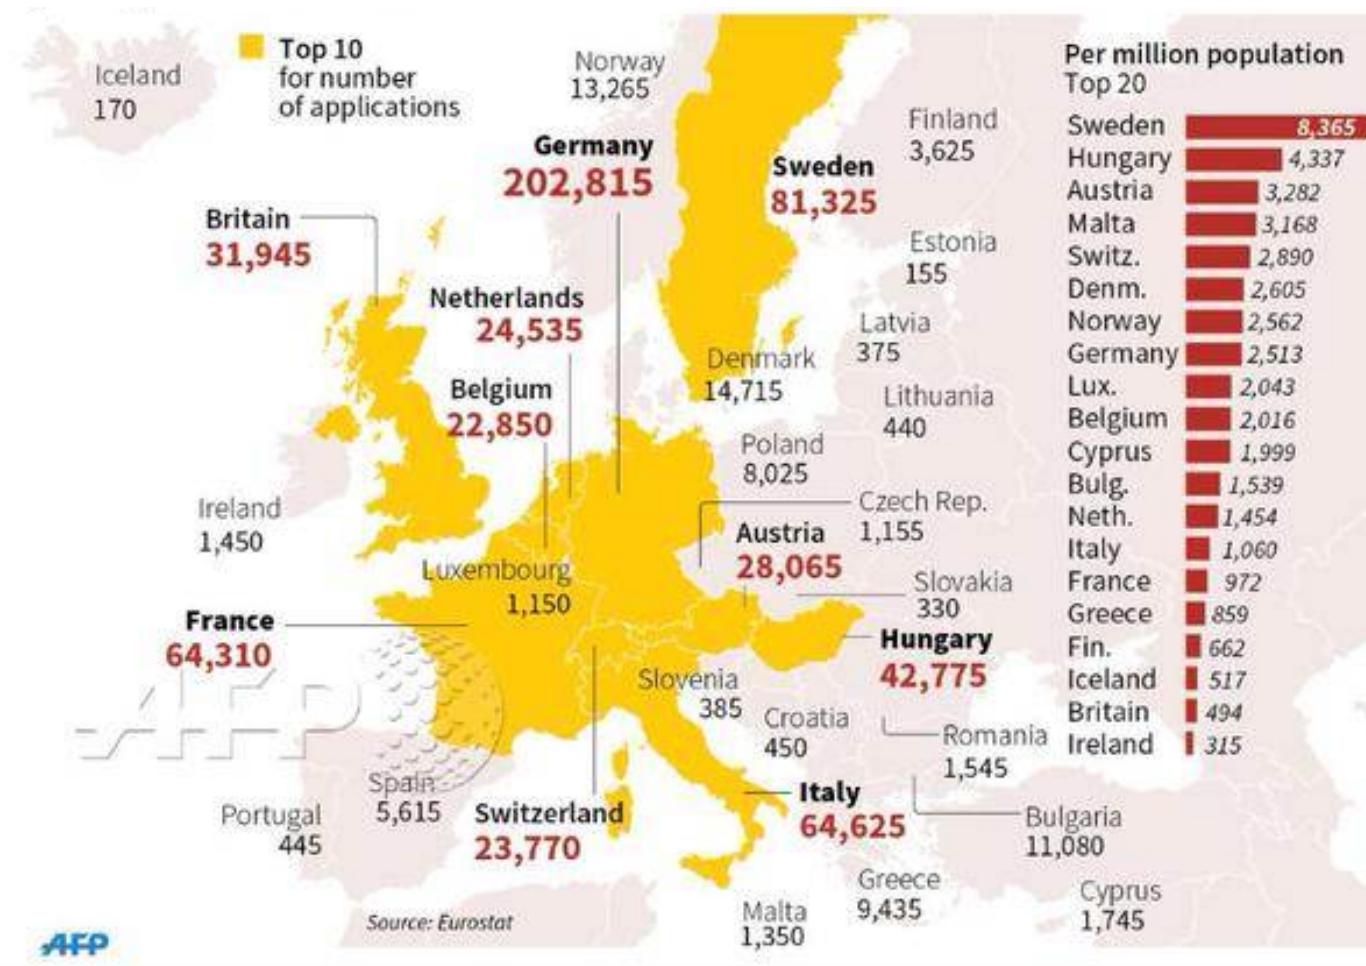 Iceland
170
Top 10
for number
of applications
Norway
13,265
Germany
202,815
Sweden
81,325
Finland
3,625
Britain
31,945
Estonia
155
Netherlands
24,535
Latvia
375
Denmark
14,715
Belgium
22,850
Lithuania
440
Poland
8,025
Ireland
1,450
Czech Rep.
1,155
Austria
28,065
Luxembourg
1,150
Slovakia
330
France
64,310
Hungary
42,775
Slovenia
385
Croatia
450
Romania
1,545
AFP
Spain
5,615
Portugal
445
Switzerland
23,770
Italy
64,625
Bulgaria
11,080
Greece
9,435
Cyprus
1,745
Malta
1,350
Source: Eurostat
AFP
Per million population
Top 20
Sweden 8,365
Hungary 4,337
Austria 3,282
Malta 3,168
Switz. 2,890
Denm. 2,605
Norway 2,562
Germany 2,513
Lux. 2,043
Belgium 2,016
Cyprus 1,999
Bulg. 1,539
Neth. 1,454
Italy 1,060
France 972
Greece 859
Fin. 662
Iceland 517
Britain 494
Ireland 315